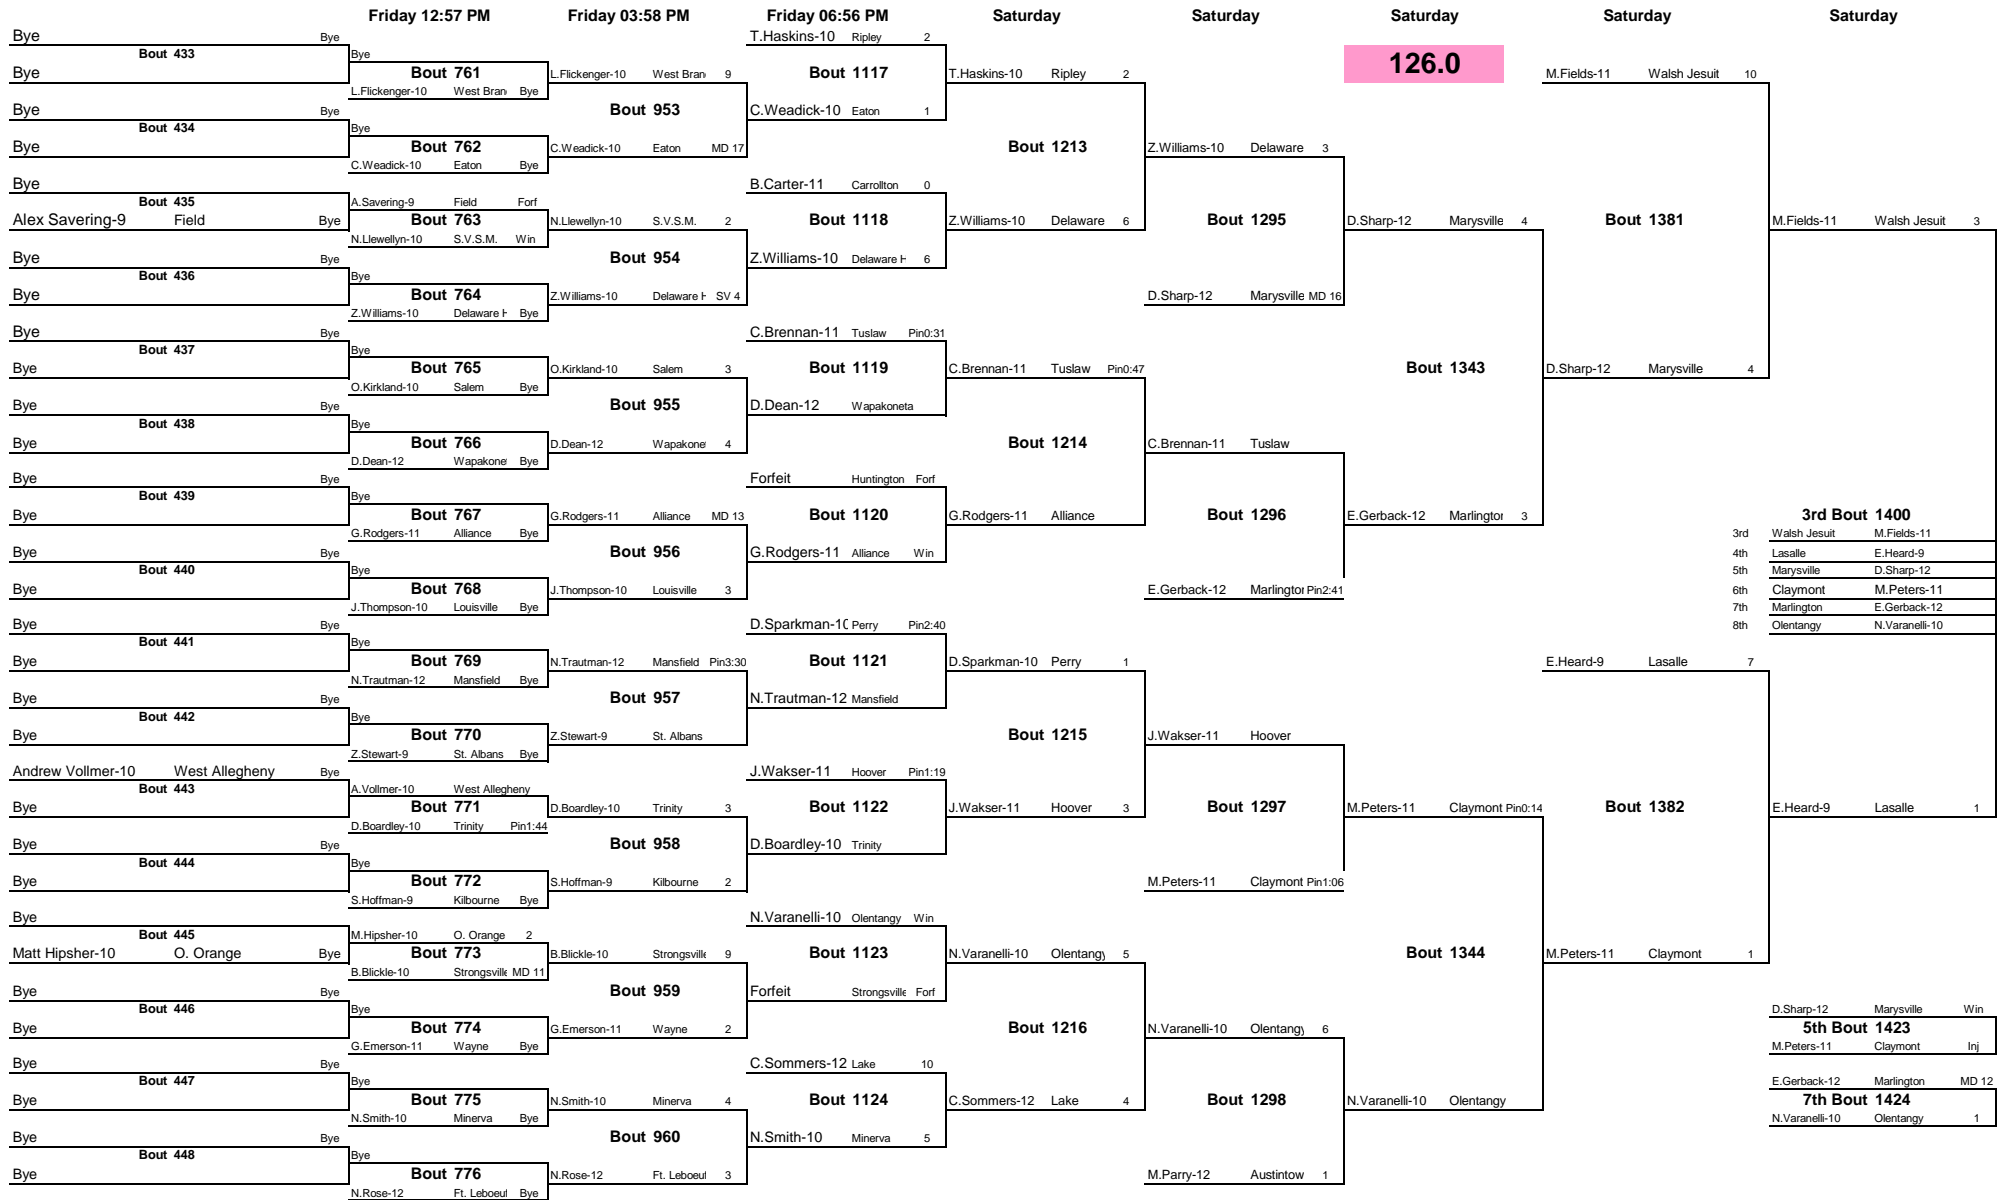 Friday 12:57 PM Friday 03:58 PM Friday 06:56 PM Saturday Saturday Saturday Saturday Saturday
126.0
Bye Bye
Bout 433
Bye
Bye Bye
Bout 434
Bye
Bye
Bout 435
Alex Savering-9 Field Bye
Bye Bye
Bout 436
Bye
Bye Bye
Bout 437
Bye
Bye Bye
Bout 438
Bye
Bye Bye
Bout 439
Bye
Bye Bye
Bout 440
Bye
Bye Bye
Bout 441
Bye
Bye Bye
Bout 442
Bye
Andrew Vollmer-10 West Allegheny Bye
Bout 443
Bye
Bye Bye
Bout 444
Bye
Bye
Bout 445
Matt Hipsher-10 O. Orange Bye
Bye Bye
Bout 446
Bye
Bye Bye
Bout 447
Bye
Bye Bye
Bout 448
Bye
Bye
Bout 761
L.Flickenger-10 West Bran Bye
Bye
Bout 762
C.Weadick-10 Eaton Bye
A.Savering-9 Field Forf
Bout 763
N.Llewellyn-10 S.V.S.M. Win
Bye
Bout 764
Z.Williams-10 Delaware H Bye
Bye
Bout 765
O.Kirkland-10 Salem Bye
Bye
Bout 766
D.Dean-12 Wapakone Bye
Bye
Bout 767
G.Rodgers-11 Alliance Bye
Bye
Bout 768
J.Thompson-10 Louisville Bye
Bye
Bout 769
N.Trautman-12 Mansfield Bye
Bye
Bout 770
Z.Stewart-9 St. Albans Bye
A.Vollmer-10 West Allegheny
Bout 771
D.Boardley-10 Trinity Pin1:44
Bye
Bout 772
S.Hoffman-9 Kilbourne Bye
M.Hipsher-10 O. Orange 2
Bout 773
B.Blickle-10 Strongsville MD 11
Bye
Bout 774
G.Emerson-11 Wayne Bye
Bye
Bout 775
N.Smith-10 Minerva Bye
Bye
Bout 776
N.Rose-12 Ft. Leboeuf Bye
L.Flickenger-10 West Bran 9
Bout 953
C.Weadick-10 Eaton MD 17
N.Llewellyn-10 S.V.S.M. 2
Bout 954
Z.Williams-10 Delaware H SV 4
O.Kirkland-10 Salem 3
Bout 955
D.Dean-12 Wapakone 4
G.Rodgers-11 Alliance MD 13
Bout 956
J.Thompson-10 Louisville 3
N.Trautman-12 Mansfield Pin3:30
Bout 957
Z.Stewart-9 St. Albans
D.Boardley-10 Trinity 3
Bout 958
S.Hoffman-9 Kilbourne 2
B.Blickle-10 Strongsville 9
Bout 959
G.Emerson-11 Wayne 2
N.Smith-10 Minerva 4
Bout 960
N.Rose-12 Ft. Leboeuf 3
T.Haskins-10 Ripley 2
Bout 1117
C.Weadick-10 Eaton 1
B.Carter-11 Carrollton 0
Bout 1118
Z.Williams-10 Delaware H 6
C.Brennan-11 Tuslaw Pin0:31
Bout 1119
D.Dean-12 Wapakoneta
Forfeit Huntington Forf
Bout 1120
G.Rodgers-11 Alliance Win
D.Sparkman-10 Perry Pin2:40
Bout 1121
N.Trautman-12 Mansfield
J.Wakser-11 Hoover Pin1:19
Bout 1122
D.Boardley-10 Trinity
N.Varanelli-10 Olentangy Win
Bout 1123
Forfeit Strongsville Forf
C.Sommers-12 Lake 10
Bout 1124
N.Smith-10 Minerva 5
T.Haskins-10 Ripley 2
Bout 1213
Z.Williams-10 Delaware 6
C.Brennan-11 Tuslaw Pin0:47
Bout 1214
G.Rodgers-11 Alliance
D.Sparkman-10 Perry 1
Bout 1215
J.Wakser-11 Hoover 3
N.Varanelli-10 Olentangy 5
Bout 1216
C.Sommers-12 Lake 4
Z.Williams-10 Delaware 3
Bout 1295
D.Sharp-12 Marysville MD 16
C.Brennan-11 Tuslaw
Bout 1296
E.Gerback-12 Marlington Pin2:41
J.Wakser-11 Hoover
Bout 1297
M.Peters-11 Claymont Pin1:06
N.Varanelli-10 Olentangy 6
Bout 1298
M.Parry-12 Austintow 1
D.Sharp-12 Marysville 4
Bout 1343
E.Gerback-12 Marlington 3
M.Peters-11 Claymont Pin0:14
Bout 1344
N.Varanelli-10 Olentangy
M.Fields-11 Walsh Jesuit 10
Bout 1381
D.Sharp-12 Marysville 4
E.Heard-9 Lasalle 7
Bout 1382
M.Peters-11 Claymont 1
M.Fields-11 Walsh Jesuit 3
3rd Bout 1400
3rd Walsh Jesuit M.Fields-11
4th Lasalle E.Heard-9
5th Marysville D.Sharp-12
6th Claymont M.Peters-11
7th Marlington E.Gerback-12
8th Olentangy N.Varanelli-10
E.Heard-9 Lasalle 1
D.Sharp-12 Marysville Win
5th Bout 1423
M.Peters-11 Claymont Inj
E.Gerback-12 Marlington MD 12
7th Bout 1424
N.Varanelli-10 Olentangy 1